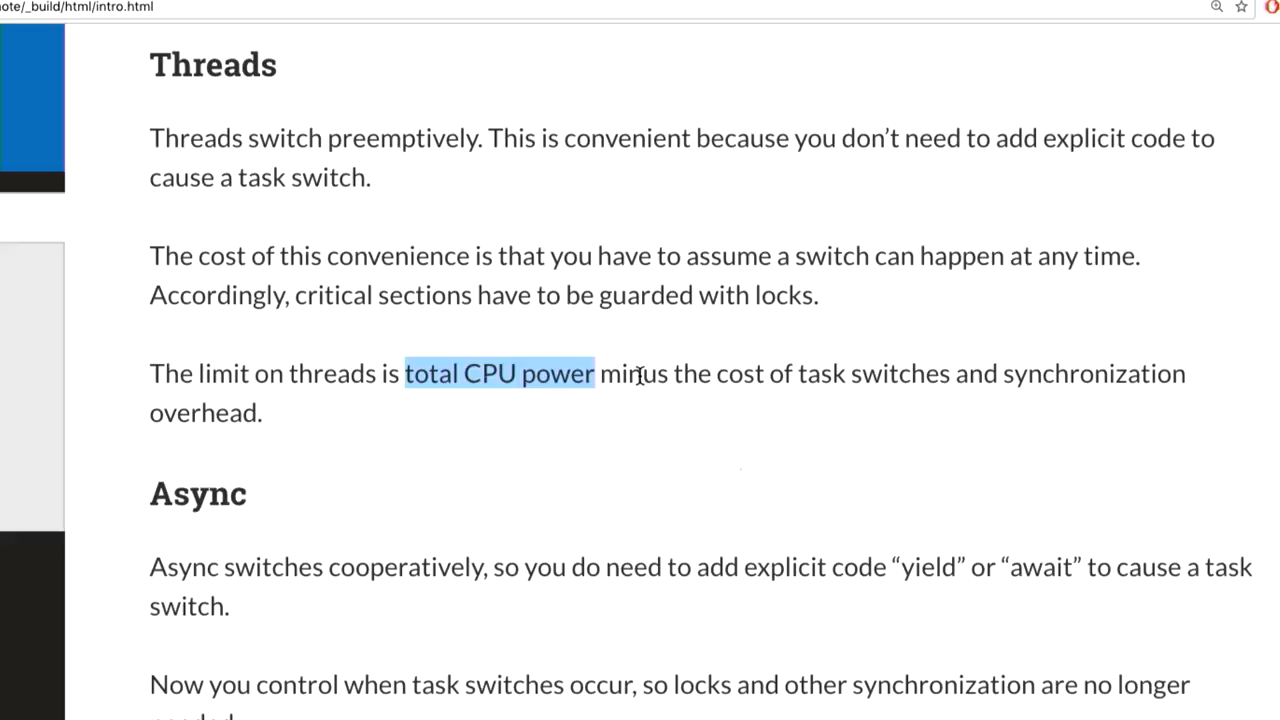 ote/_build/html/intro.html
Threads
Threads switch preemptively. This is convenient because you don’t need to add explicit code to
cause a task switch.
The cost of this convenience is that you have to assume a switch can happen at any time.
Accordingly, critical sections have to be guarded with locks.
The limit on threads is total CPU power minus the cost of task switches and synchronization
overhead.
Async
Async switches cooperatively, so you do need to add explicit code “yield” or “await” to cause a task
switch.
Now you control when task switches occur, so locks and other synchronization are no longer